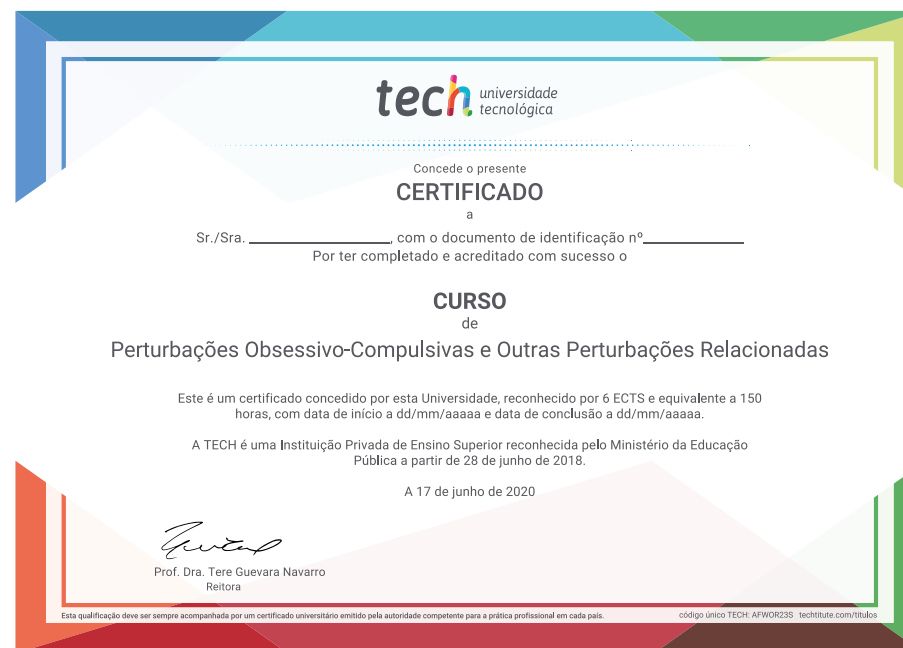 tech universidade
tecnológica
Concede o presente
CERTIFICADO
a
Sr./Sra. ____________________, com o documento de identificação nº______________
Por ter completado e acreditado com sucesso o
CURSO
de
Perturbações Obsessivo-Compulsivas e Outras Perturbações Relacionadas
Este é um certificado concedido por esta Universidade, reconhecido por 6 ECTS e equivalente a 150
horas, com data de início a dd/mm/aaaaa e data de conclusão a dd/mm/aaaaa.
A TECH é uma Instituição Privada de Ensino Superior reconhecida pelo Ministério da Educação
Pública a partir de 28 de junho de 2018.
A 17 de junho de 2020
Prof. Dra. Tere Guevara Navarro
Reitora
Esta qualificação deve ser sempre acompanhada por um certificado universitário emitido pela autoridade competente para a prática profissional em cada país.
código único TECH: AFWOR23S techtitute.com/titulos